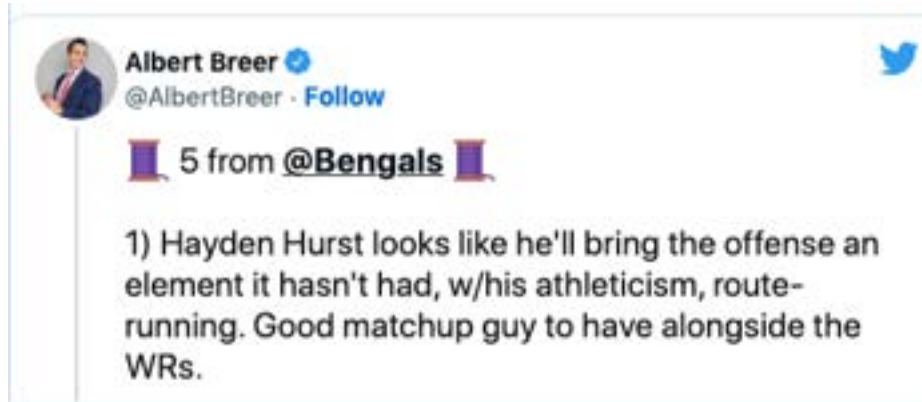 Albert Breer
@AlbertBreer · Follow
🧵 5 from @Bengals 🧵
1) Hayden Hurst looks like he'll bring the offense an
element it hasn't had, w/his athleticism, route-
running. Good matchup guy to have alongside the
WRs.